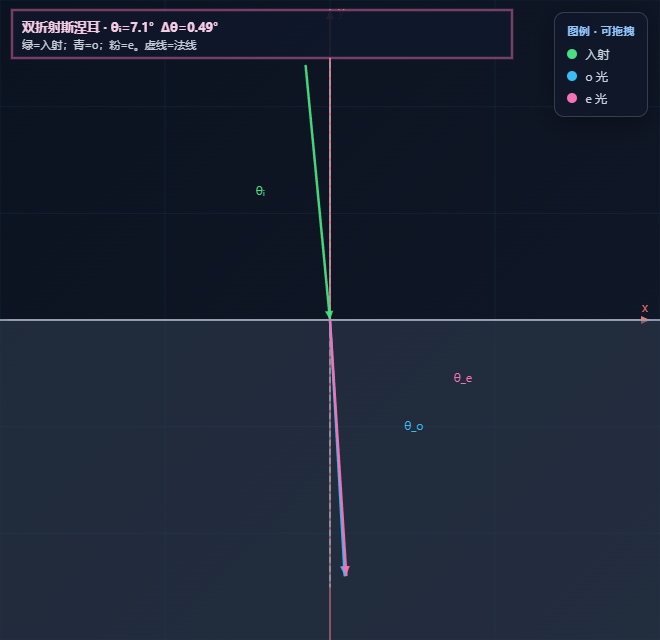 双折射斯涅耳 · θᵢ=7.1° Δθ=0.49°
绿=入射；青=o；粉=e。虚线=法线
图例 · 可拖拽
入射
o 光
e 光
θᵢ
x
θ_e
θ_o